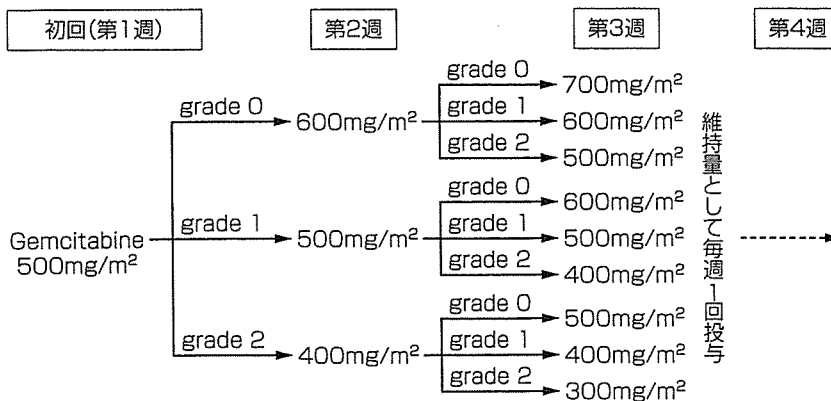 初回(第1週)
第2週
第3週
第4週
Gemcitabine
500mg/m²
grade 0
600mg/m²
grade 0
700mg/m²
grade 1
600mg/m²
grade 2
500mg/m²
grade 1
500mg/m²
grade 0
600mg/m²
grade 1
500mg/m²
grade 2
400mg/m²
grade 2
400mg/m²
grade 0
500mg/m²
grade 1
400mg/m²
grade 2
300mg/m²
維持量として毎週1回投与